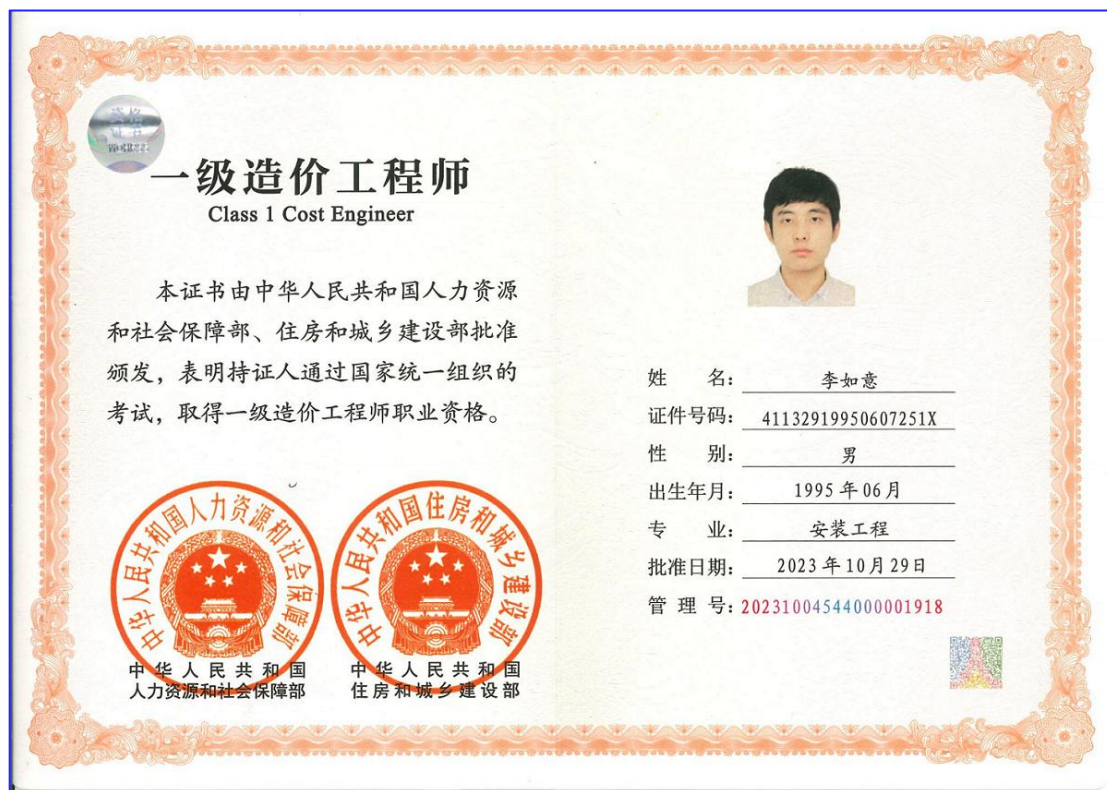 资格
证书
一级造价工程师
Class 1 Cost Engineer
本证书由中华人民共和国人力资源
和社会保障部、住房和城乡建设部批准
颁发，表明持证人通过国家统一组织的
考试，取得一级造价工程师职业资格。
中华人民共和国人力资源和社会保障部
中华人民共和国住房和城乡建设部
中华人民共和国
人力资源和社会保障部
中华人民共和国
住房和城乡建设部
姓 名： 李如意
证件号码： 41132919950607251X
性 别： 男
出生年月： 1995年06月
专 业： 安装工程
批准日期： 2023年10月29日
管 理 号： 20231004544000001918